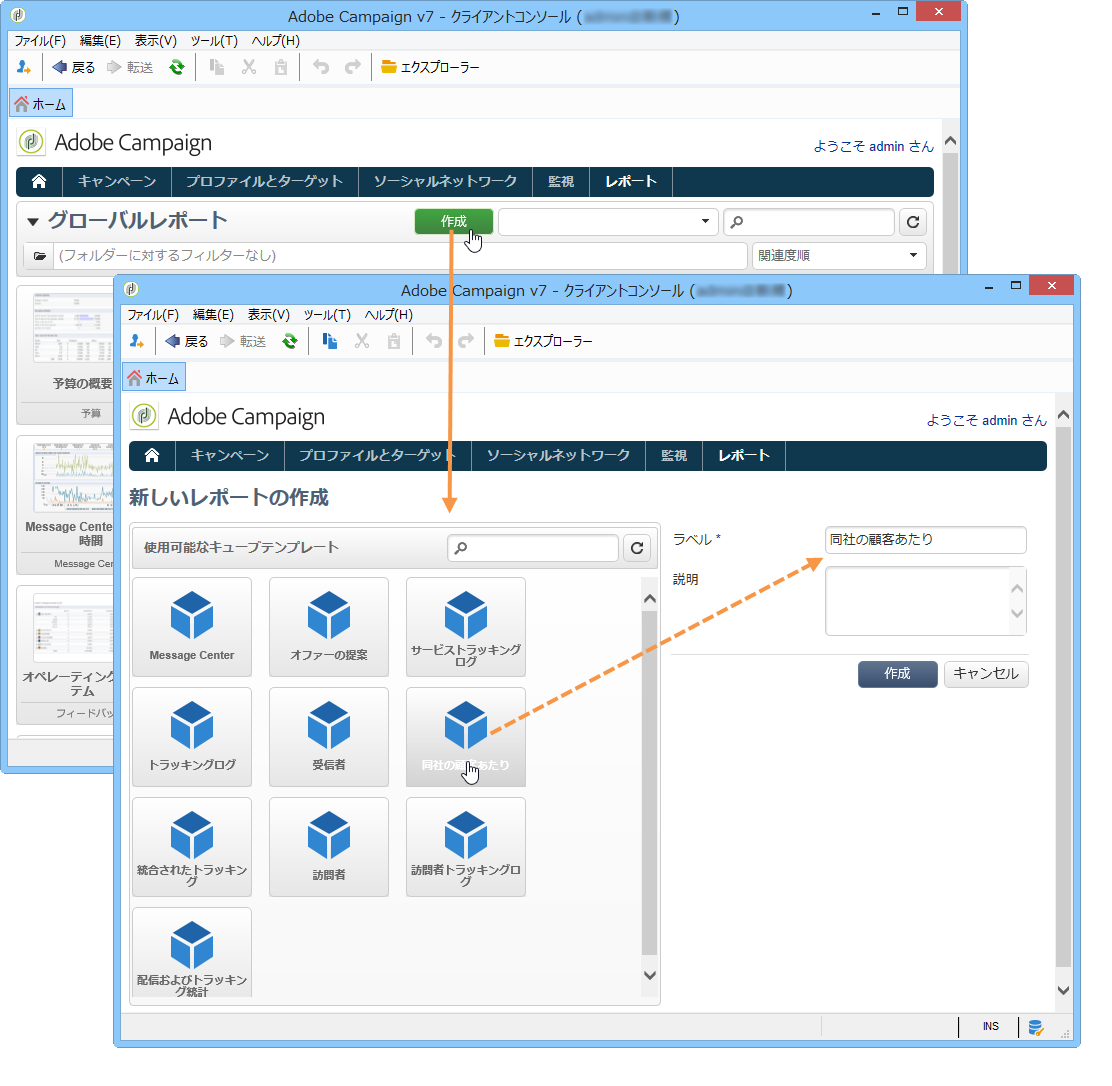 Adobe Campaign v7 - クライアントコンソール (
)
ファイル(F) 編集(E) 表示(V) ツール(T) ヘルプ(H)
戻る 転送 エクスプローラー
ホーム
Adobe Campaign
ようこそ admin さん
キャンペーン プロファイルとターゲット ソーシャルネットワーク 監視 レポート
グローバルレポート
作成
(フォルダーに対するフィルターなし)
関連度順
予算の概要
予算
Message Cente
時間
Message Cer
オペレーティング
テム
フィードバッ
Adobe Campaign v7 - クライアントコンソール (
)
ファイル(F) 編集(E) 表示(V) ツール(T) ヘルプ(H)
戻る 転送 エクスプローラー
ホーム
Adobe Campaign
ようこそ admin さん
キャンペーン プロファイルとターゲット ソーシャルネットワーク 監視 レポート
新しいレポートの作成
使用可能なキューブテンプレート
Message Center
オファーの提案
サービストラッキング
ログ
トラッキングログ
受信者
同社の顧客あたり
統合されたトラッキン
グ
訪問者
訪問者トラッキングロ
グ
配信およびトラッキン
グ統計
ラベル *
同社の顧客あたり
説明
作成
キャンセル
INS